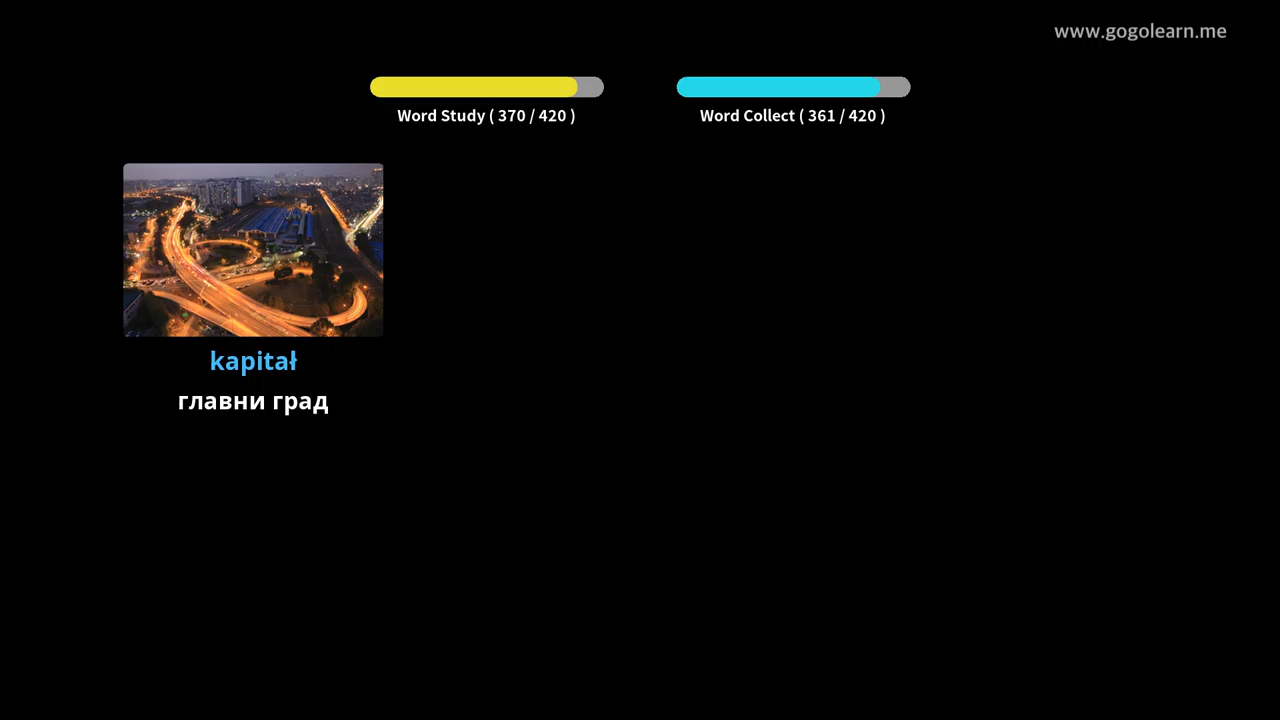 www.gogolearn.me
Word Study ( 370 / 420 )
Word Collect ( 361 / 420 )
kapitał
главни град